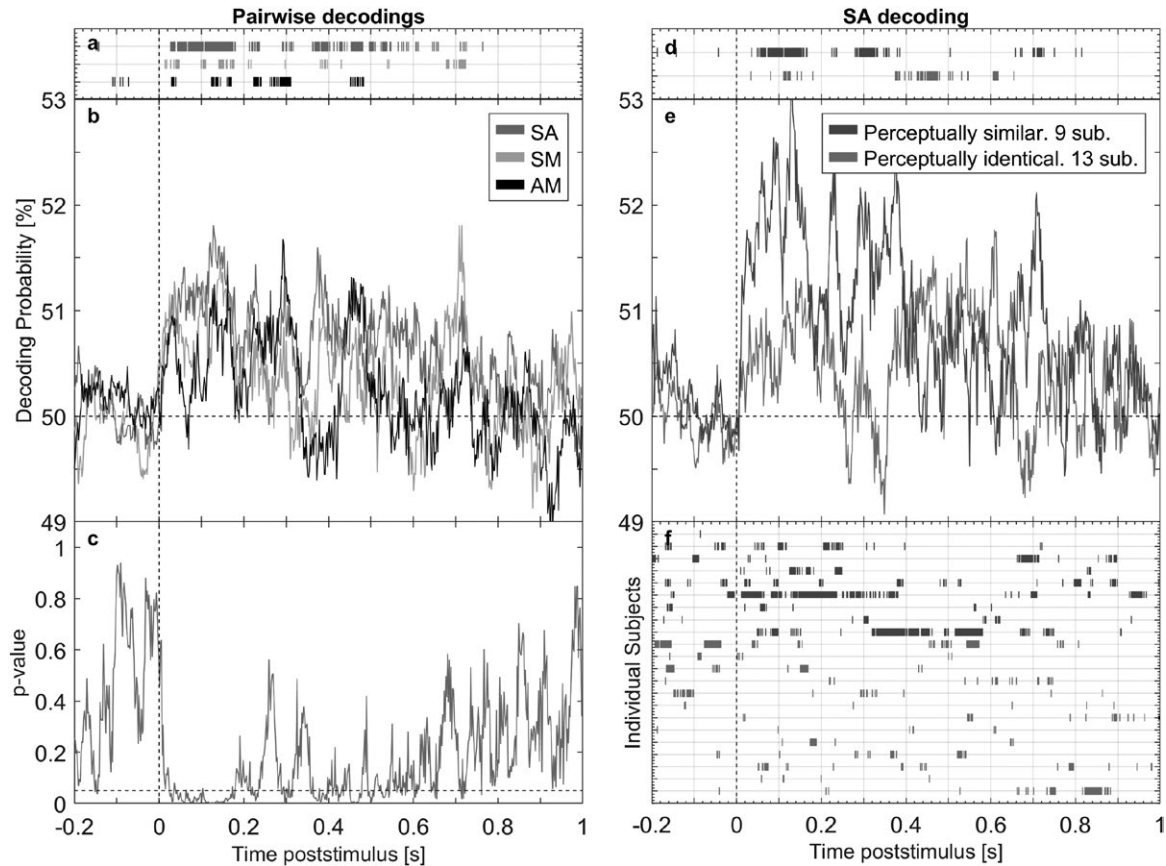 Pairwise decodings
SA decoding
a
d
53
53
b
e
SA
SM
AM
Perceptually similar. 9 sub.
Perceptually identical. 13 sub.
52
52
51
51
50
50
49
49
Decoding Probability [%]
c
f
1
0.8
0.6
0.4
0.2
0
p-value
Individual Subjects
-0.2 0 0.2 0.4 0.6 0.8 1
-0.2 0 0.2 0.4 0.6 0.8 1
Time poststimulus [s]
Time poststimulus [s]